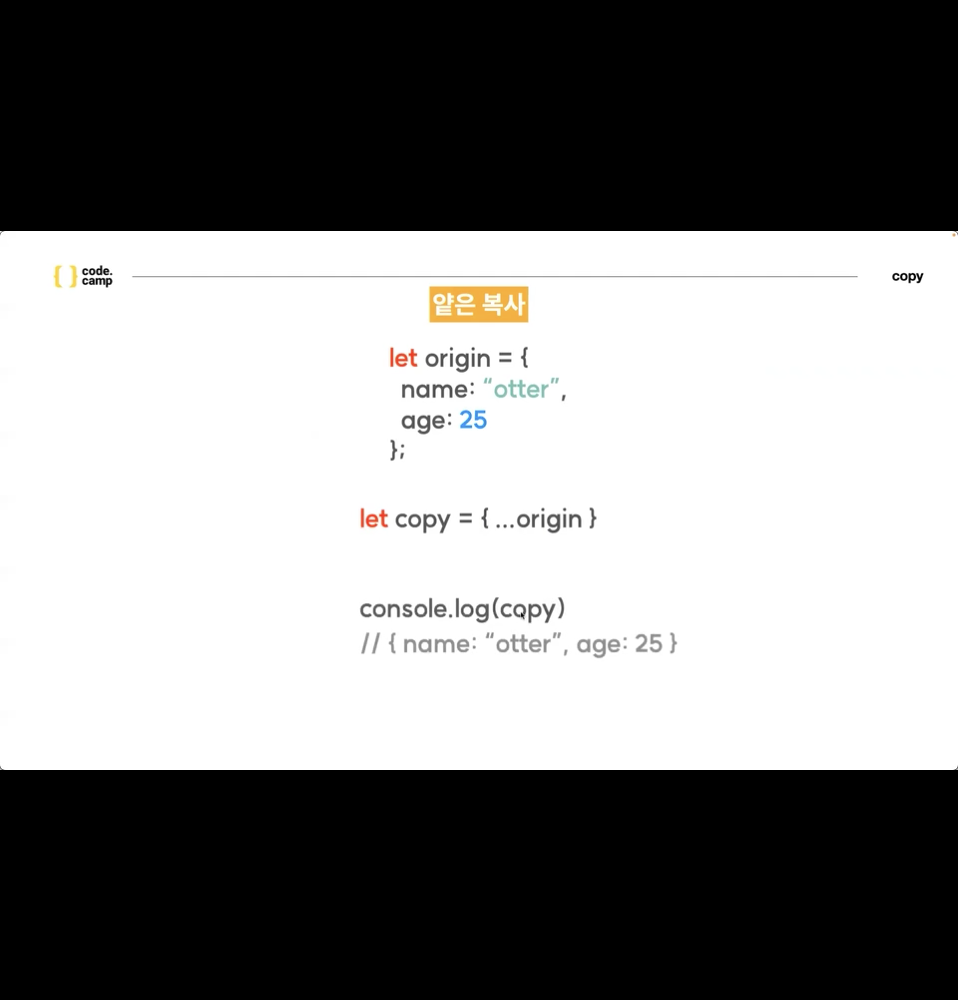 code.
camp
copy
얕은 복사
let origin = {
name: “otter”,
age: 25
};
let copy = { ...origin }
console.log(copy)
// { name: “otter”, age: 25 }